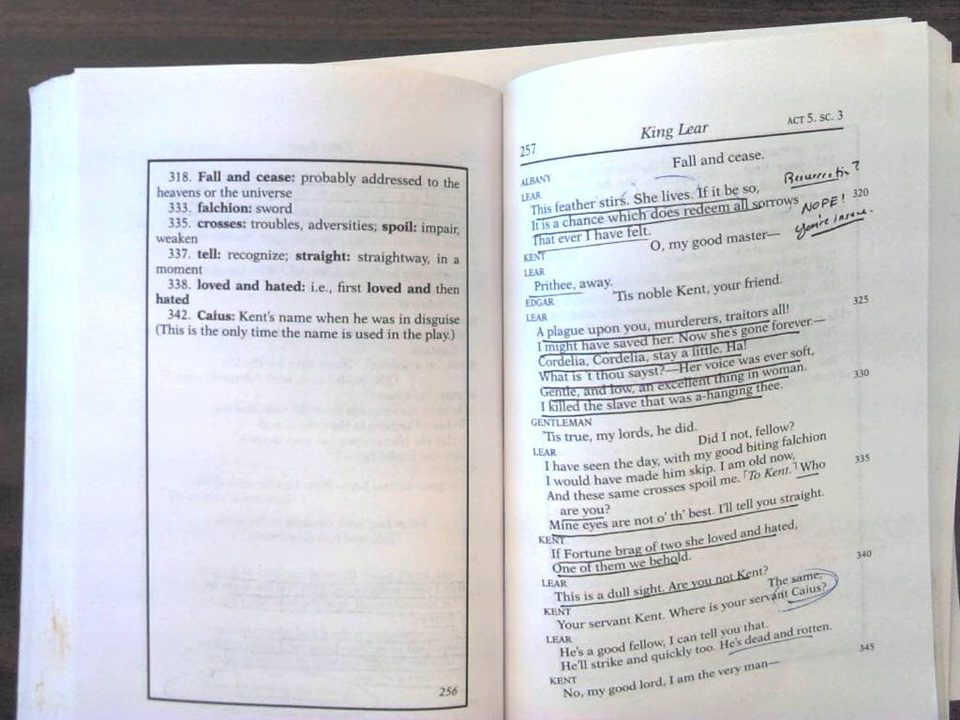 318. Fall and cease: probably addressed to the
heavens or the universe
333. falchion: sword
335. crosses: troubles, adversities; spoil: impair,
weaken
337. tell: recognize; straight: straightway, in a
moment
338. loved and hated: i.e., first loved and then
hated
342. Caius: Kent's name when he was in disguise
(This is the only time the name is used in the play.)
256
257 King Lear ACT 5. SC. 3
ALBANY Fall and cease.
LEAR
This feather stirs. She lives. If it be so, Resurrection?
It is a chance which does redeem all sorrows 320
That ever I have felt. NOPE!
you're insane.
KENT O, my good master—
LEAR
Prithee, away.
EDGAR 'Tis noble Kent, your friend.
LEAR
A plague upon you, murderers, traitors all! 325
I might have saved her. Now she's gone forever.—
Cordelia, Cordelia, stay a little. Ha!
What is 't thou sayst?—Her voice was ever soft,
Gentle, and low, an excellent thing in woman.
I killed the slave that was a-hanging thee. 330
GENTLEMAN
'Tis true, my lords, he did.
LEAR Did I not, fellow?
I have seen the day, with my good biting falchion
I would have made him skip. I am old now,
And these same crosses spoil me. ⌜To Kent.⌝ Who 335
are you?
Mine eyes are not o' th' best. I'll tell you straight.
KENT
If Fortune brag of two she loved and hated,
One of them we behold.
LEAR
This is a dull sight. Are you not Kent? 340
KENT The same,
Your servant Kent. Where is your servant Caius?
LEAR
He's a good fellow, I can tell you that.
He'll strike and quickly too. He's dead and rotten.
KENT
No, my good lord, I am the very man— 345